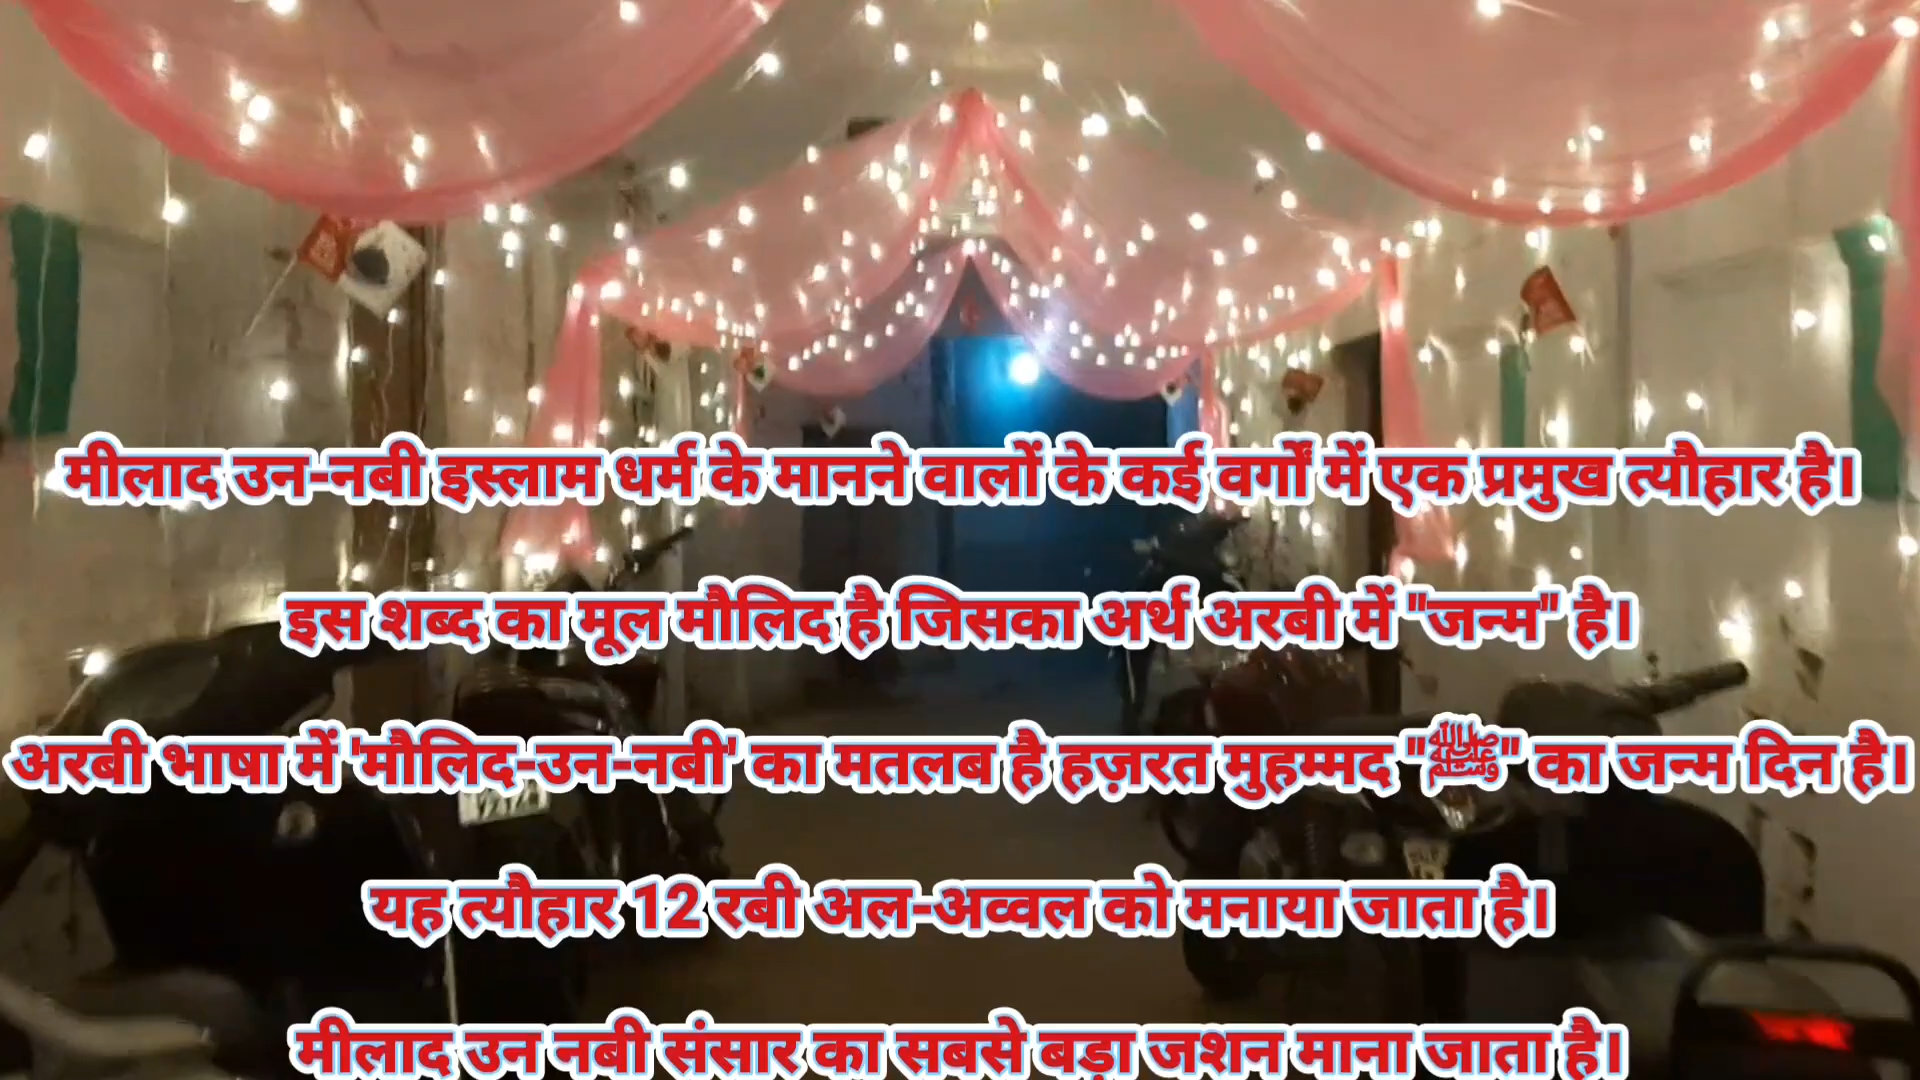 मीलाद उन-नबी इस्लाम धर्म के मानने वालों के कई वर्गों में एक प्रमुख त्यौहार है।
इस शब्द का मूल मौलिद है जिसका अर्थ अरबी में "जन्म" है।
अरबी भाषा में 'मौलिद-उन-नबी' का मतलब है हज़रत मुहम्मद "ﷺ" का जन्म दिन है।
यह त्यौहार 12 रबी अल-अव्वल को मनाया जाता है।
मीलाद उन नबी संसार का सबसे बड़ा जशन माना जाता है।